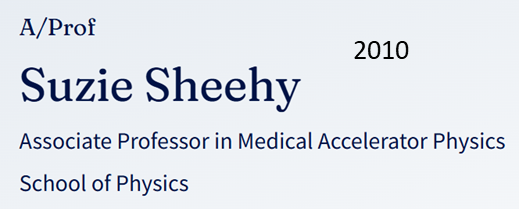 A/Prof
2010
Suzie Sheehy
Associate Professor in Medical Accelerator Physics
School of Physics